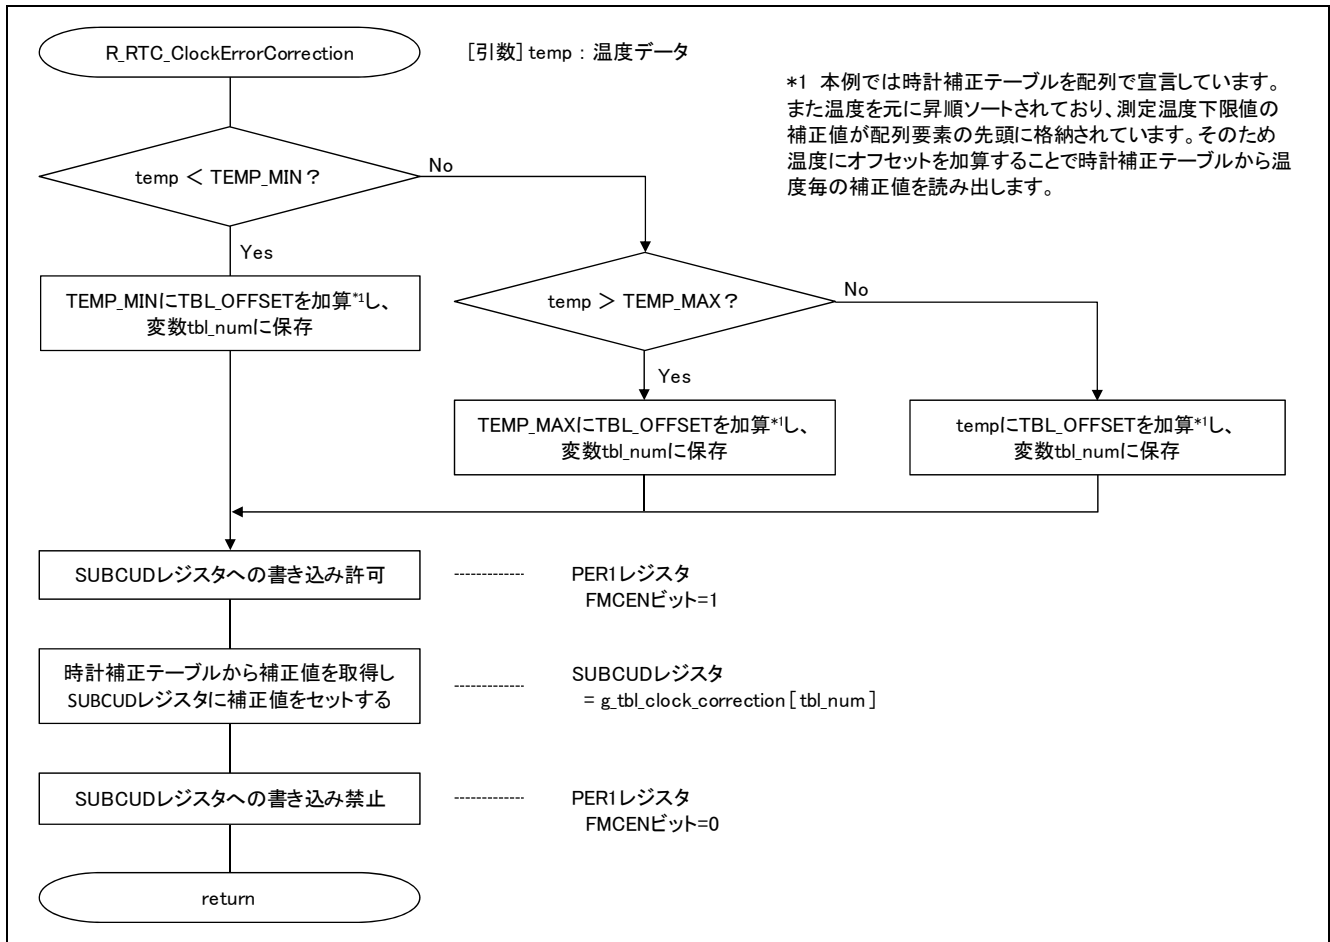 R_RTC_ClockErrorCorrection
[引数] temp : 温度データ
*1 本例では時計補正テーブルを配列で宣言しています。
また温度を元に昇順ソートされており、測定温度下限値の
補正値が配列要素の先頭に格納されています。そのため
温度にオフセットを加算することで時計補正テーブルから温
度毎の補正値を読み出します。
temp < TEMP_MIN?
No
Yes
TEMP_MINにTBL_OFFSETを加算*1し、
変数tbl_numに保存
temp > TEMP_MAX?
No
Yes
TEMP_MAXにTBL_OFFSETを加算*1し、
変数tbl_numに保存
tempにTBL_OFFSETを加算*1し、
変数tbl_numに保存
SUBCUDレジスタへの書き込み許可
PER1レジスタ
FMCENビット=1
時計補正テーブルから補正値を取得し
SUBCUDレジスタに補正値をセットする
SUBCUDレジスタ
= g_tbl_clock_correction [ tbl_num ]
SUBCUDレジスタへの書き込み禁止
PER1レジスタ
FMCENビット=0
return